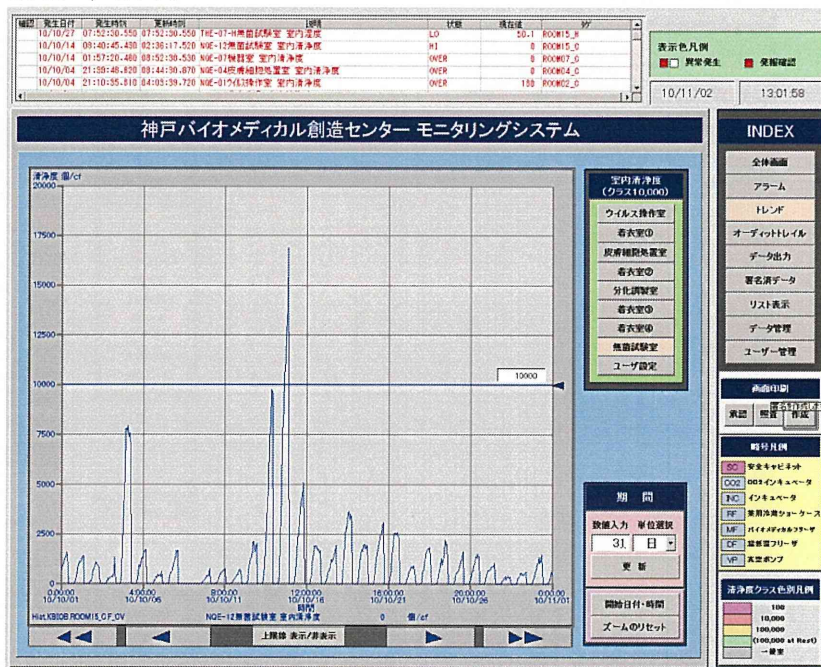 確認 発生日付 発生時刻 更新時刻 説明 状態 現在値 タグ
10/10/27 07:52:30.550 07:52:30.550 THE-07-H無菌試験室 室内湿度 LO 50.1 ROOM15_H
10/10/14 08:40:45.430 02:36:17.520 NQE-12無菌試験室 室内清浄度 HI 0 ROOM15_C
10/10/14 01:57:20.460 08:52:30.530 NQE-07機器室 室内清浄度 OVER 0 ROOM07_C
10/10/04 21:38:48.820 08:44:30.870 NQE-04皮膚細胞処置室 室内清浄度 OVER 0 ROOM04_C
10/10/04 21:10:35.810 04:03:39.720 NQE-01ウイルス操作室 室内清浄度 OVER 180 ROOM02_C
表示色凡例
異常発生 発報確認
10/11/02 13:01:58
神戸バイオメディカル創造センター モニタリングシステム
清浄度 個/cf
20000
17500
15000
12500
10000
7500
5000
2500
0
10000
0:00:00 4:00:00 8:00:00 12:00:00 16:00:00 20:00:00 0:00:00
10/10/01 10/10/06 10/10/11 10/10/16 10/10/21 10/10/26 10/11/01
時間
Hist.KBIOB.ROOM15_CF_CV NQE-12無菌試験室 室内清浄度 0 個/cf
上限線 表示/非表示
室内清浄度
(クラス10,000)
ウイルス操作室
着衣室①
皮膚細胞処置室
着衣室②
分化調製室
着衣室③
着衣室④
無菌試験室
ユーザ設定
期 間
数値入力 単位選択
31 日
更 新
開始日付・時間
ズームのリセット
INDEX
全体画面
アラーム
トレンド
オーディットトレイル
データ出力
署名済データ
リスト表示
データ管理
ユーザー管理
画面印刷
承認 照査 作成
署名を作成しま
略号凡例
SC 安全キャビネット
CO2 CO2インキュベータ
INC インキュベータ
RF 薬用冷蔵ショーケース
MF バイオメディカルフリーザ
DF 超低温フリーザ
VP 真空ポンプ
清浄度クラス色別凡例
100
10,000
100,000
(100,000 at Rest)
一般室